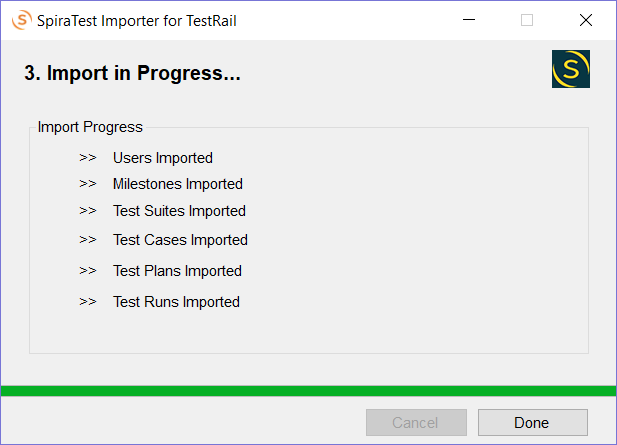 SpiraTest Importer for TestRail
3. Import in Progress...
Import Progress
>> Users Imported
>> Milestones Imported
>> Test Suites Imported
>> Test Cases Imported
>> Test Plans Imported
>> Test Runs Imported
Cancel Done